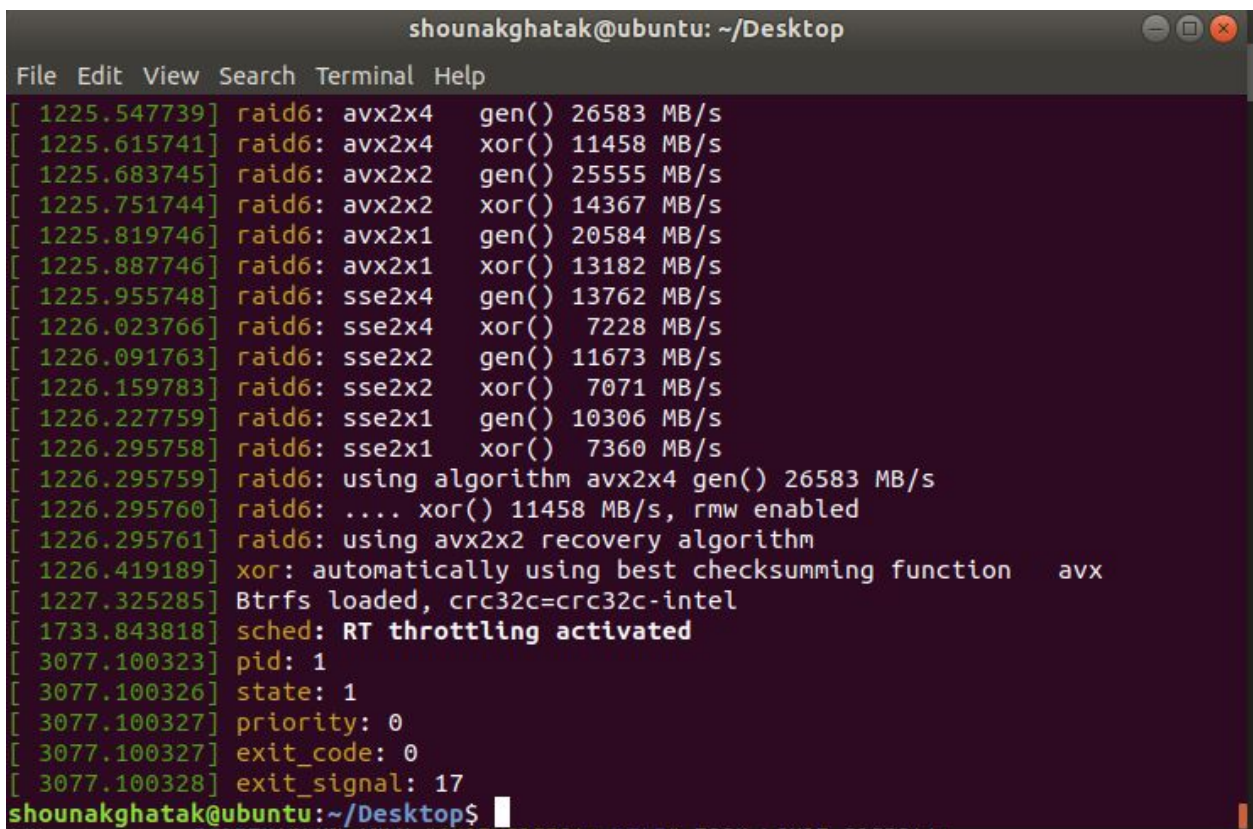 shounakghatak@ubuntu: ~/Desktop
File Edit View Search Terminal Help
[ 1225.547739] raid6: avx2x4   gen() 26583 MB/s
[ 1225.615741] raid6: avx2x4   xor() 11458 MB/s
[ 1225.683745] raid6: avx2x2   gen() 25555 MB/s
[ 1225.751744] raid6: avx2x2   xor() 14367 MB/s
[ 1225.819746] raid6: avx2x1   gen() 20584 MB/s
[ 1225.887746] raid6: avx2x1   xor() 13182 MB/s
[ 1225.955748] raid6: sse2x4   gen() 13762 MB/s
[ 1226.023766] raid6: sse2x4   xor()  7228 MB/s
[ 1226.091763] raid6: sse2x2   gen() 11673 MB/s
[ 1226.159783] raid6: sse2x2   xor()  7071 MB/s
[ 1226.227759] raid6: sse2x1   gen() 10306 MB/s
[ 1226.295758] raid6: sse2x1   xor()  7360 MB/s
[ 1226.295759] raid6: using algorithm avx2x4 gen() 26583 MB/s
[ 1226.295760] raid6: .... xor() 11458 MB/s, rmw enabled
[ 1226.295761] raid6: using avx2x2 recovery algorithm
[ 1226.419189] xor: automatically using best checksumming function   avx
[ 1227.325285] Btrfs loaded, crc32c=crc32c-intel
[ 1733.843818] sched: RT throttling activated
[ 3077.100323] pid: 1
[ 3077.100326] state: 1
[ 3077.100327] priority: 0
[ 3077.100327] exit_code: 0
[ 3077.100328] exit_signal: 17
shounakghatak@ubuntu:~/Desktop$